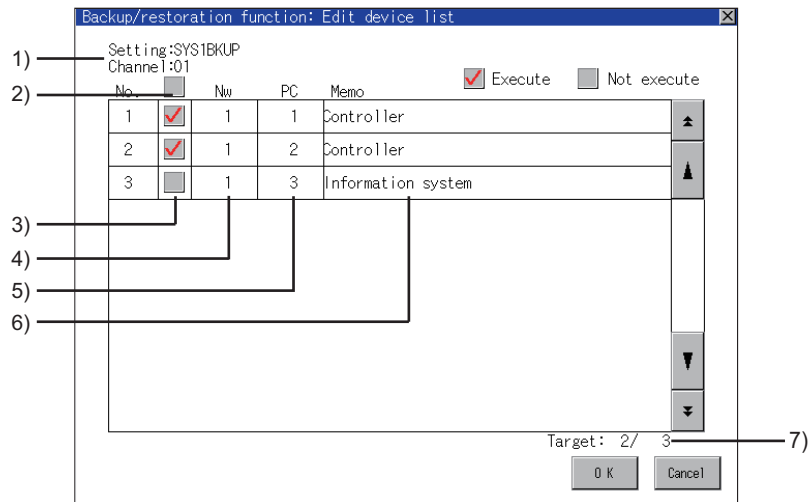 Backup/restoration function: Edit device list
Setting:SYS1BKUP
1)
Channel:01
Execute Not execute
2)
No. Nw PC Memo
1 1 1 Controller
2 1 2 Controller
3 1 3 Information system
3)
4)
5)
6)
Target: 2/ 3
7)
OK Cancel